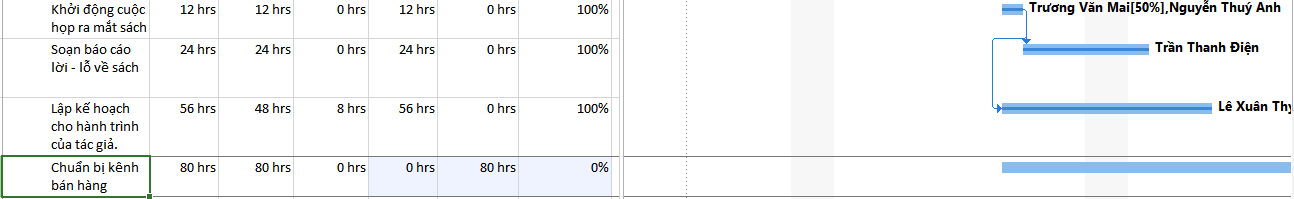 Khởi động cuộc
họp ra mắt sách
12 hrs 12 hrs 0 hrs 12 hrs 0 hrs 100%
Trương Văn Mai[50%],Nguyễn Thuý Anh
Soạn báo cáo
lời - lỗ về sách
24 hrs 24 hrs 0 hrs 24 hrs 0 hrs 100%
Trần Thanh Điện
Lập kế hoạch
cho hành trình
của tác giả.
56 hrs 48 hrs 8 hrs 56 hrs 0 hrs 100%
Lê Xuân Thy
Chuẩn bị kênh
bán hàng
80 hrs 80 hrs 0 hrs 0 hrs 80 hrs 0%